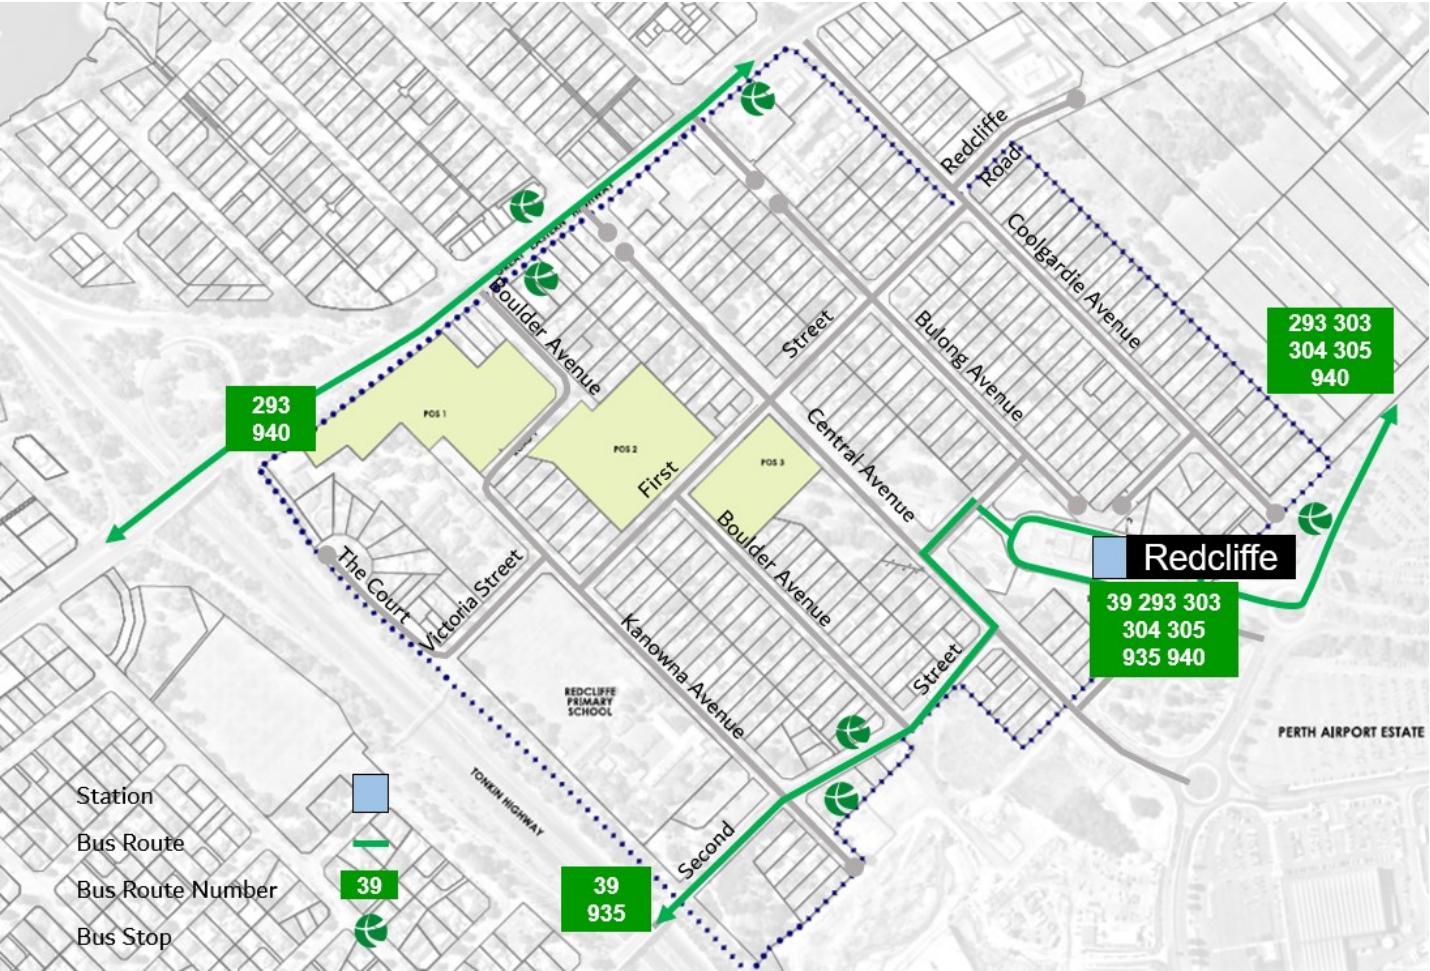 Redcliffe
Road
GREAT EASTERN HIGHWAY
Coolgardie Avenue
Boulder Avenue
Street
Bulong Avenue
293 303
304 305
940
293
940
POS 1
POS 2
POS 3
First
Central Avenue
Boulder Avenue
The Court
Victoria Street
Redcliffe
39 293 303
304 305
935 940
Kanowna Avenue
Street
REDCLIFFE
PRIMARY
SCHOOL
PERTH AIRPORT ESTATE
TONKIN HIGHWAY
Second
39
935
Station
Bus Route
Bus Route Number
39
Bus Stop